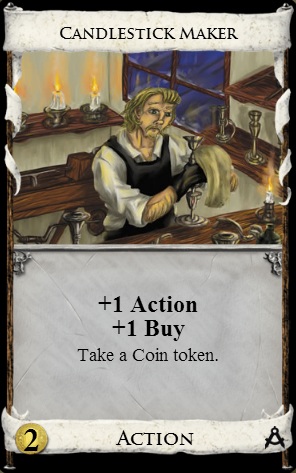 Candlestick Maker
+1 Action
+1 Buy
Take a Coin token.
2
Action